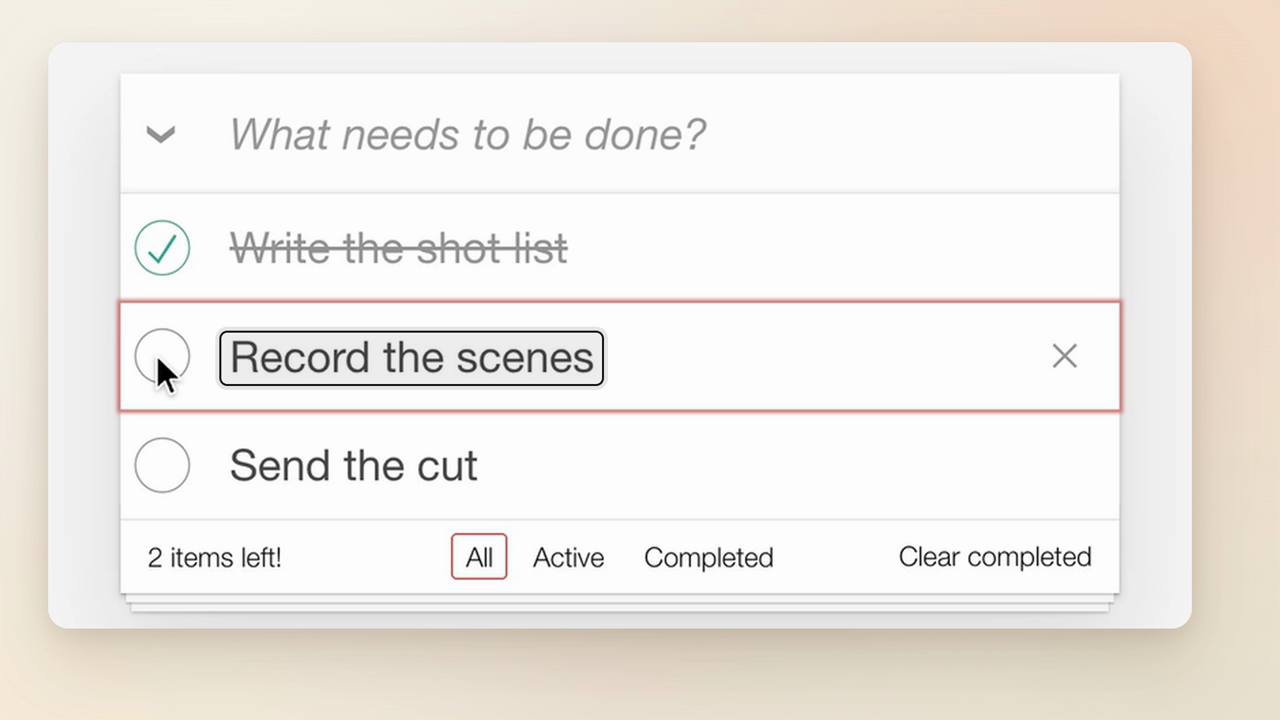 What needs to be done?
Write the shot list
Record the scenes
Send the cut
2 items left! All Active Completed Clear completed